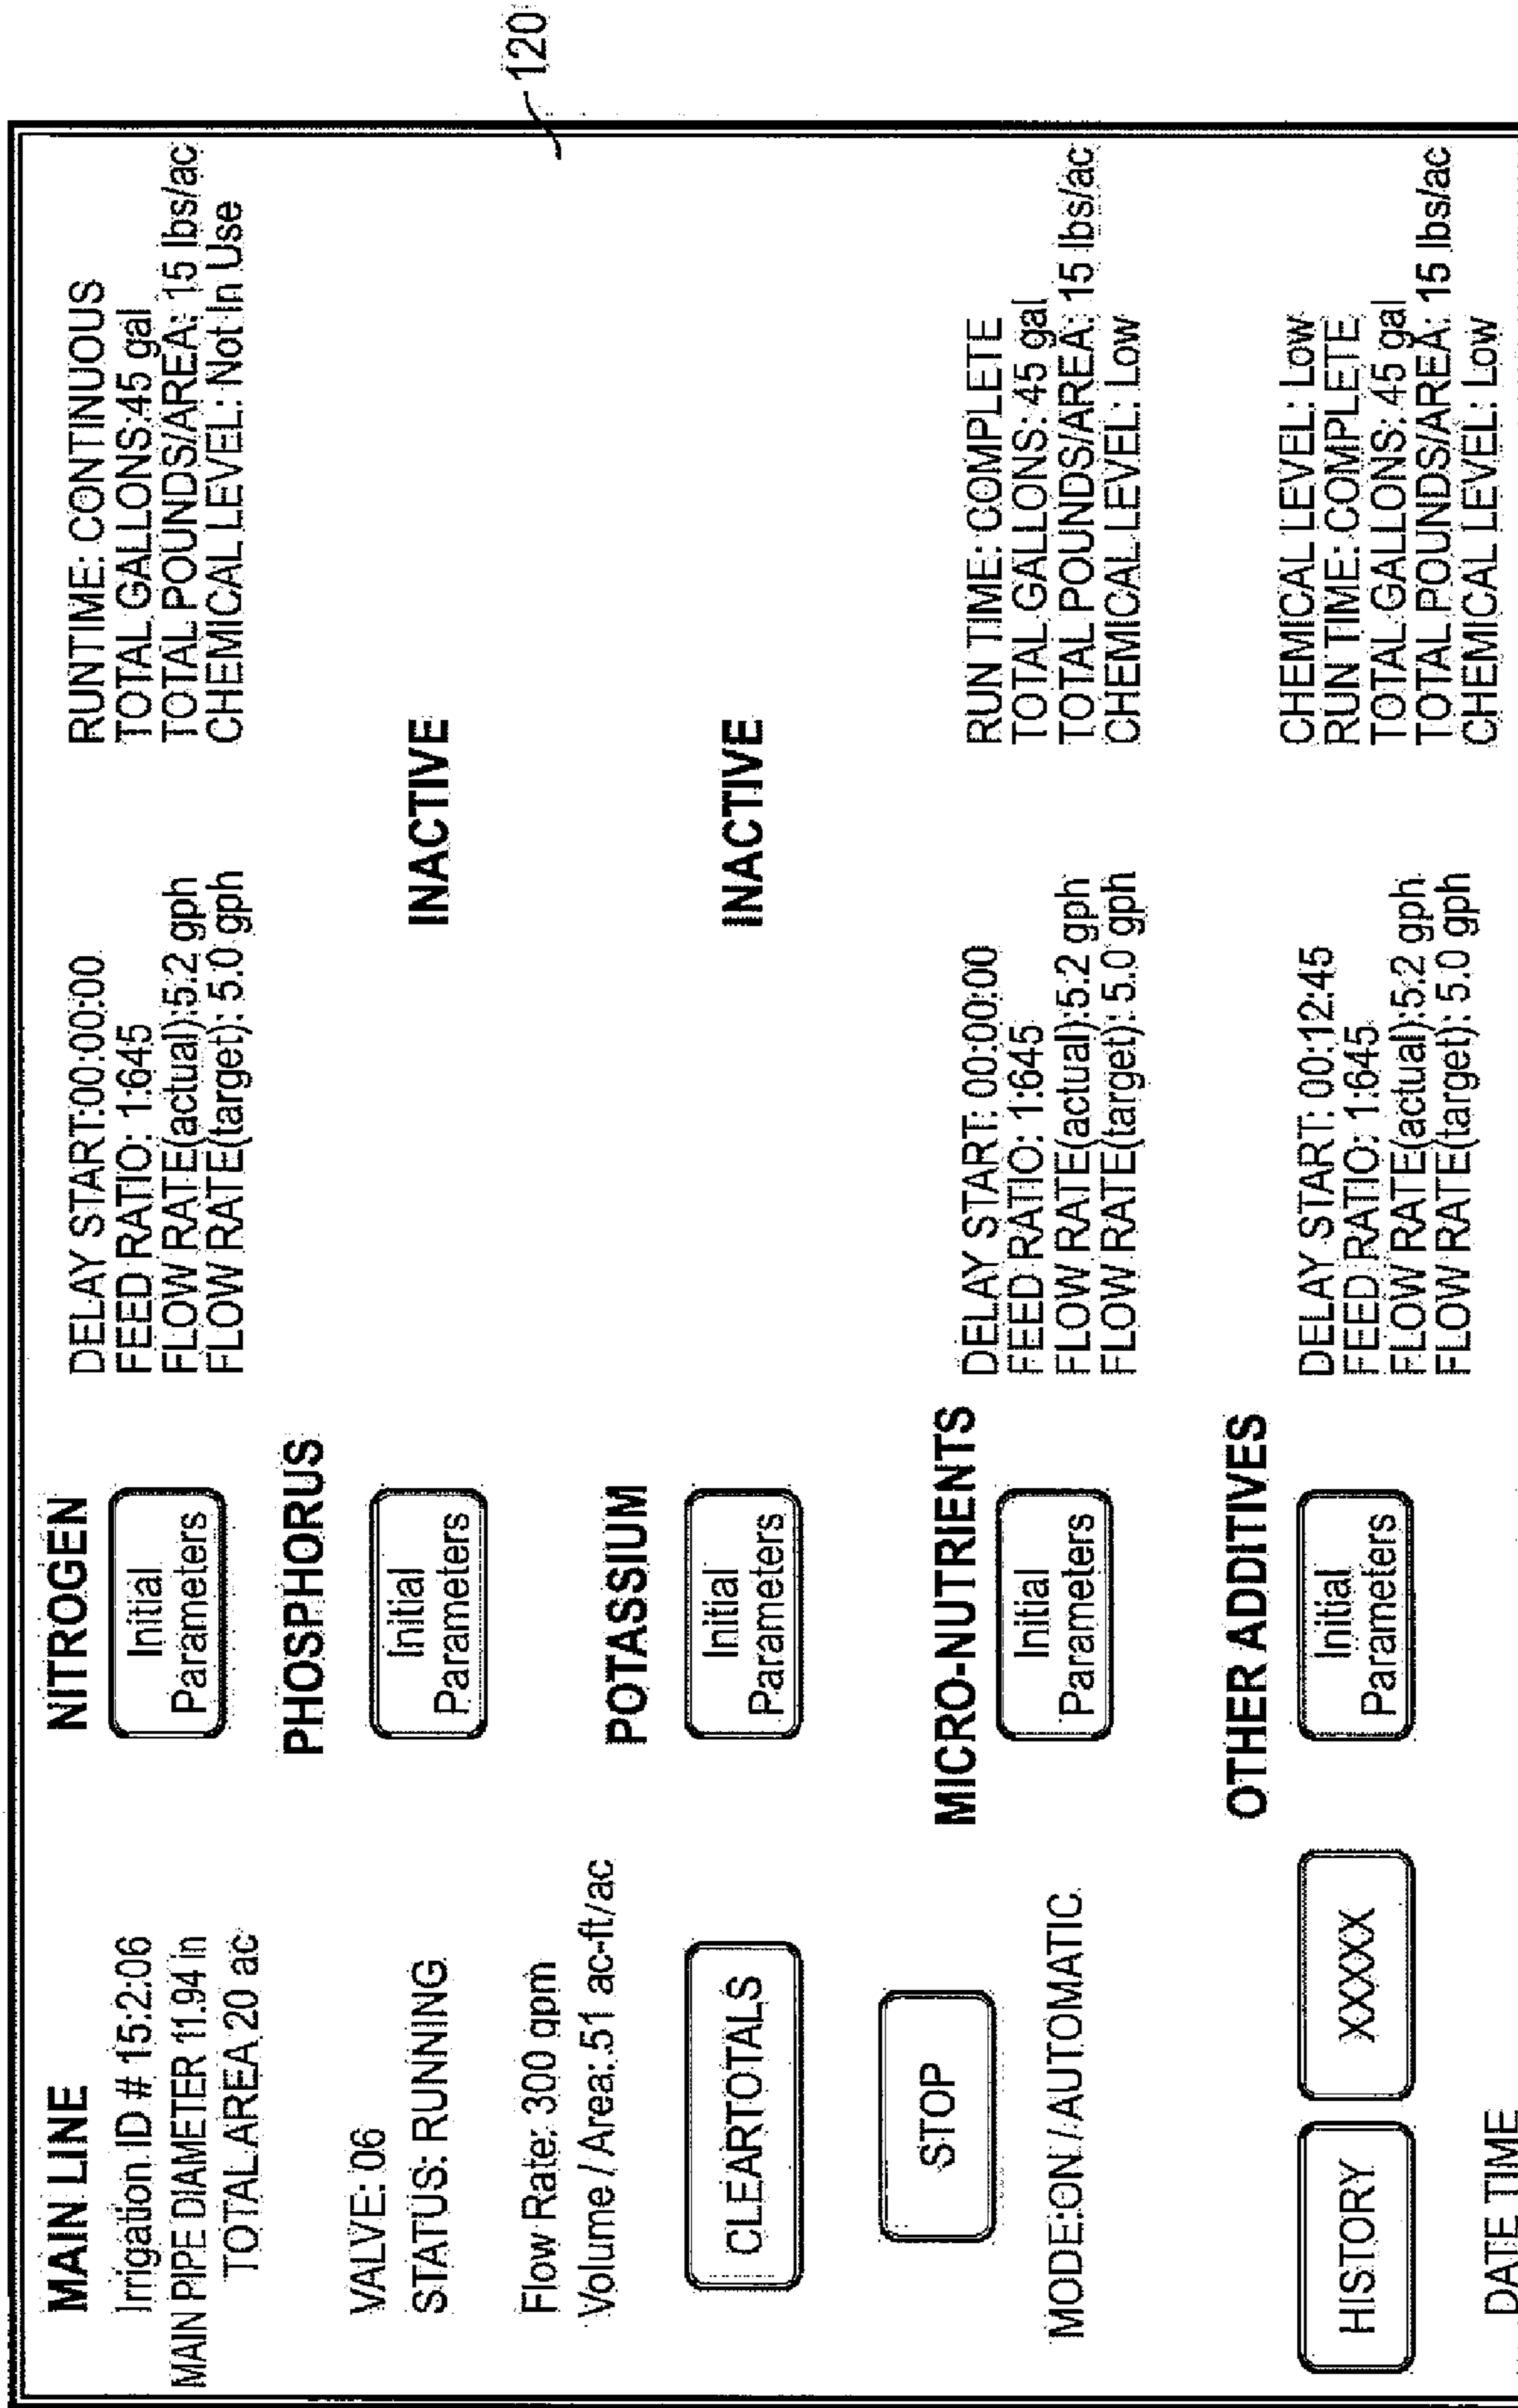 MAIN LINE
Irrigation ID # 15:2:06
MAIN PIPE DIAMETER 11.94 in
TOTAL AREA 20 ac
VALVE: 06
STATUS: RUNNING
Flow Rate: 300 gpm
Volume / Area: .51 ac-ft/ac
CLEARTOTALS
STOP
MODE:ON / AUTOMATIC
HISTORY
XXXXX
DATE TIME
NITROGEN
Initial
Parameters
DELAY START:00:00:00
FEED RATIO: 1:645
FLOW RATE(actual):5.2 gph
FLOW RATE(target): 5.0 gph
RUNTIME: CONTINUOUS
TOTAL GALLONS:45 gal
TOTAL POUNDS/AREA: 15 lbs/ac
CHEMICAL LEVEL: Not In Use
PHOSPHORUS
Initial
Parameters
INACTIVE
POTASSIUM
Initial
Parameters
INACTIVE
MICRO-NUTRIENTS
Initial
Parameters
DELAY START: 00:00:00
FEED RATIO: 1:645
FLOW RATE(actual):5.2 gph
FLOW RATE(target): 5.0 gph
RUN TIME: COMPLETE
TOTAL GALLONS: 45 gal
TOTAL POUNDS/AREA: 15 lbs/ac
CHEMICAL LEVEL: Low
OTHER ADDITIVES
Initial
Parameters
DELAY START: 00:12:45
FEED RATIO: 1:645
FLOW RATE(actual):5.2 gph
FLOW RATE(target): 5.0 gph
CHEMICAL LEVEL: Low
RUN TIME: COMPLETE
TOTAL GALLONS: 45 gal
TOTAL POUNDS/AREA: 15 lbs/ac
CHEMICAL LEVEL: Low
120